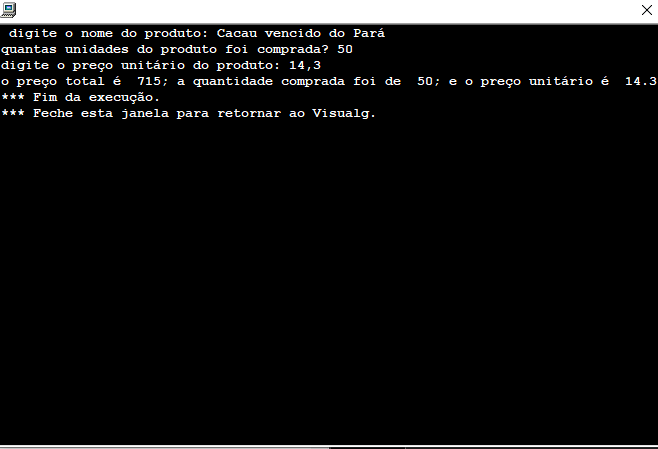 digite o nome do produto: Cacau vencido do Pará
quantas unidades do produto foi comprada? 50
digite o preço unitário do produto: 14,3
o preço total é  715; a quantidade comprada foi de  50; e o preço unitário é  14.3
*** Fim da execução.
*** Feche esta janela para retornar ao Visualg.